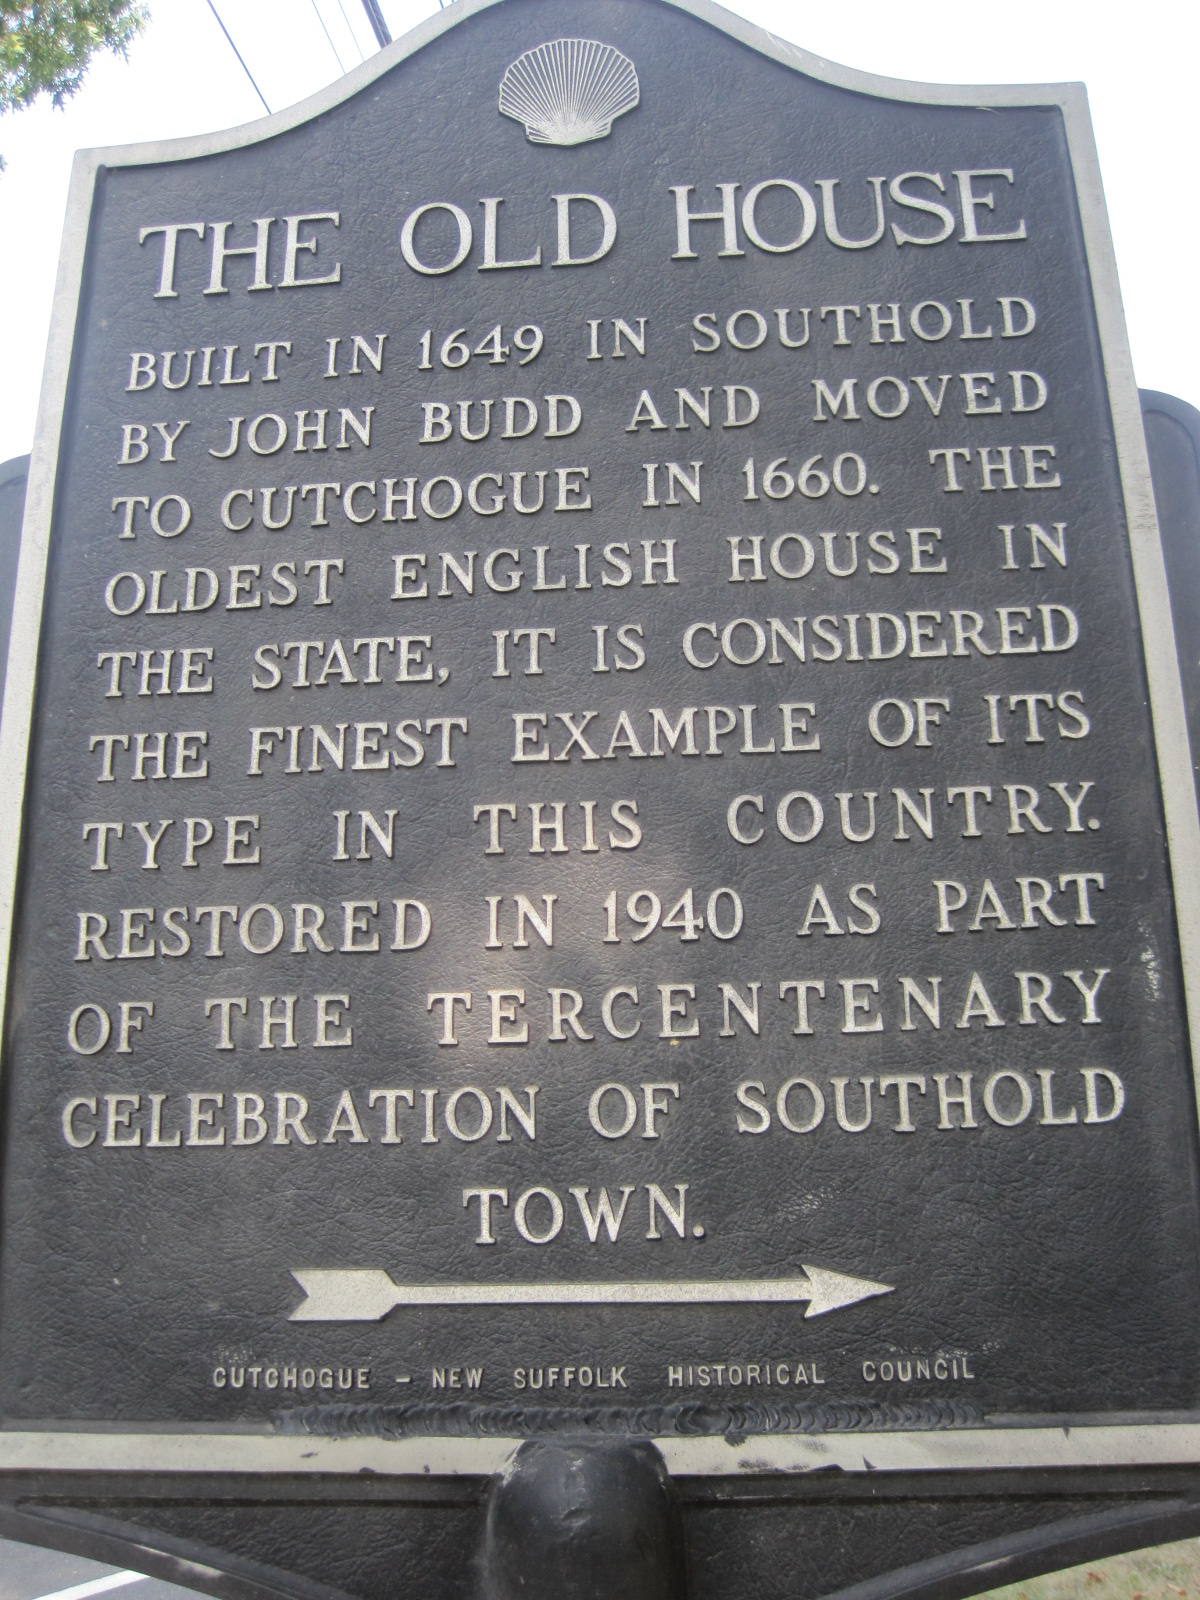 THE OLD HOUSE
BUILT IN 1649 IN SOUTHOLD
BY JOHN BUDD AND MOVED
TO CUTCHOGUE IN 1660. THE
OLDEST ENGLISH HOUSE IN
THE STATE, IT IS CONSIDERED
THE FINEST EXAMPLE OF ITS
TYPE IN THIS COUNTRY.
RESTORED IN 1940 AS PART
OF THE TERCENTENARY
CELEBRATION OF SOUTHOLD
TOWN.
CUTCHOGUE - NEW SUFFOLK HISTORICAL COUNCIL